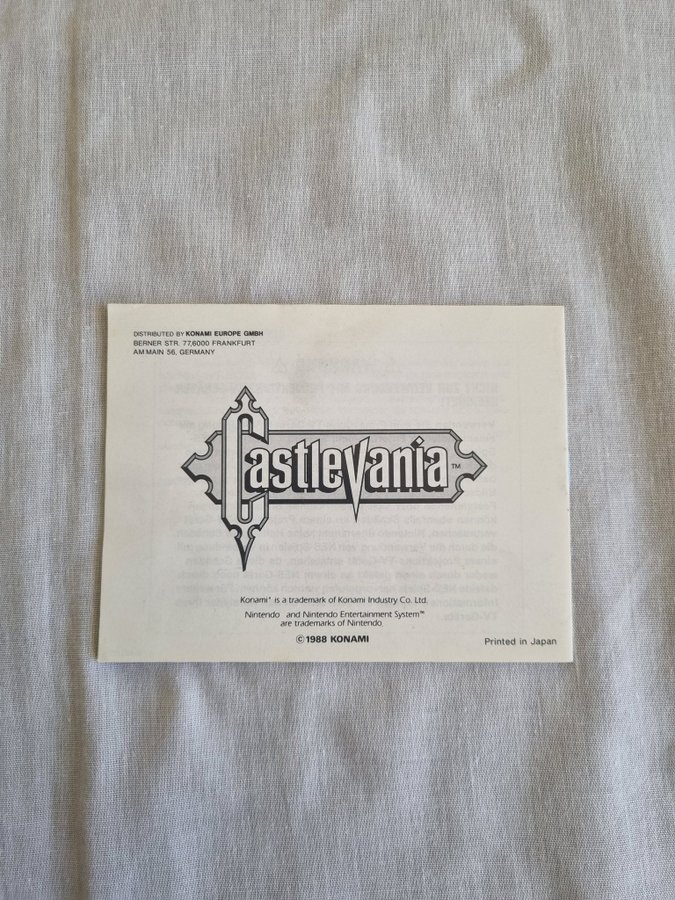 DISTRIBUTED BY KONAMI EUROPE GMBH
BERNER STR. 77,6000 FRANKFURT
AM MAIN 56, GERMANY
Castlevania™
Konami® is a trademark of Konami Industry Co. Ltd.
Nintendo and Nintendo Entertainment System™
are trademarks of Nintendo
© 1988 KONAMI
Printed in Japan